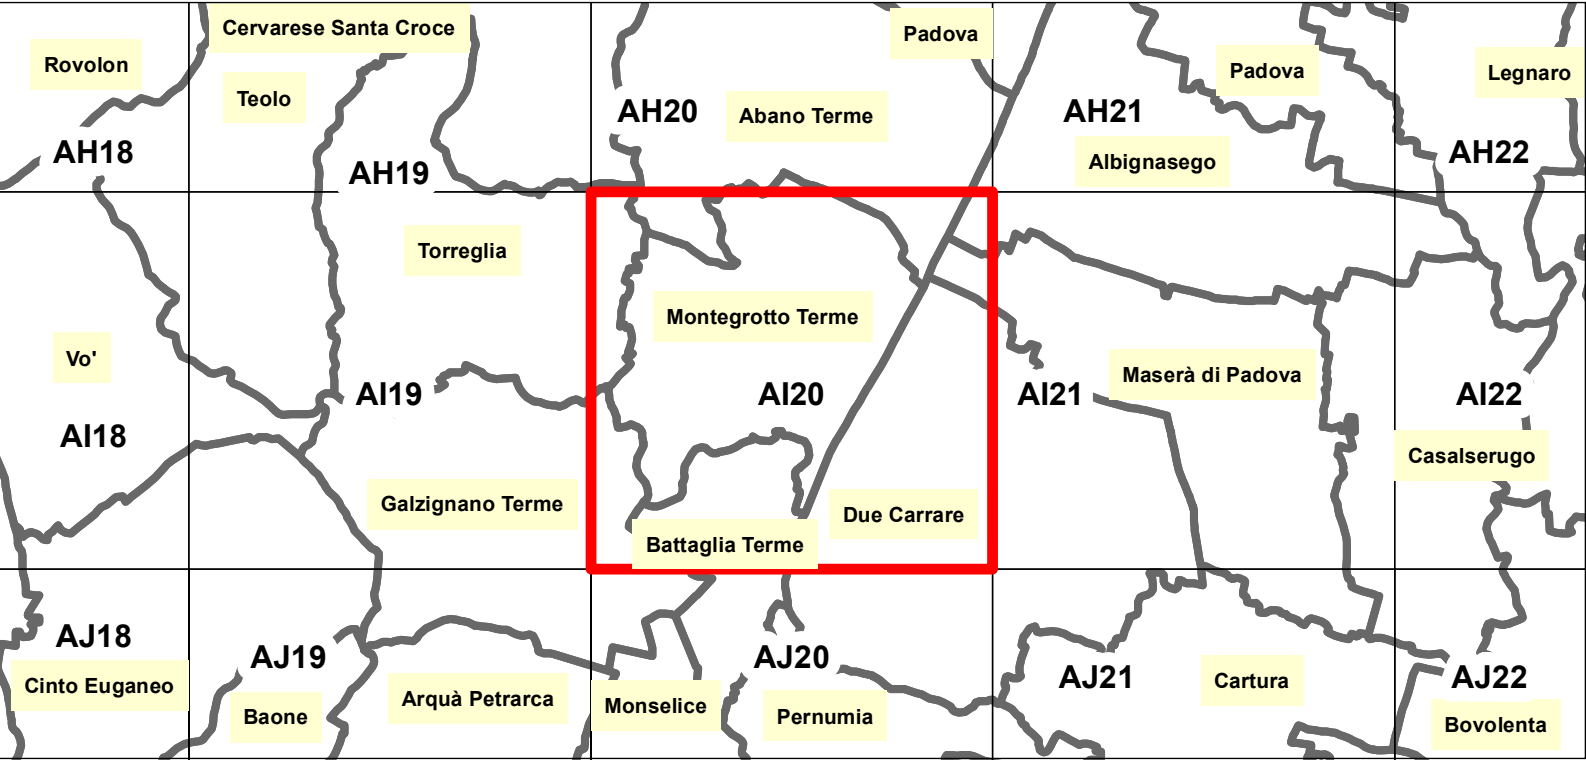 Cervarese Santa Croce
Padova
Rovolon
Padova
Legnaro
Teolo
AH20
Abano Terme
AH21
AH18
AH19
Albignasego
AH22
Torreglia
Montegrotto Terme
Vo'
Maserà di Padova
AI19
AI20
AI21
AI22
AI18
Casalserugo
Galzignano Terme
Due Carrare
Battaglia Terme
AJ18
AJ19
AJ20
AJ21
AJ22
Cinto Euganeo
Arquà Petrarca
Cartura
Monselice
Baone
Pernumia
Bovolenta